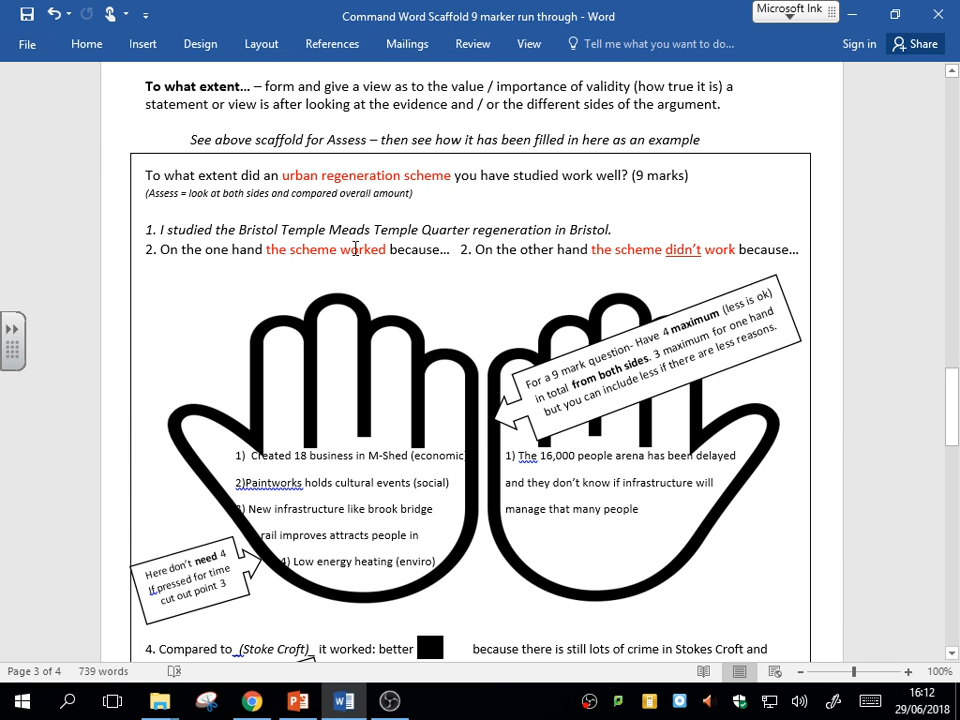 Command Word Scaffold 9 marker run through - Word
Microsoft Ink
File Home Insert Design Layout References Mailings Review View Tell me what you want to do... Sign in Share
To what extent... – form and give a view as to the value / importance of validity (how true it is) a
statement or view is after looking at the evidence and / or the different sides of the argument.
See above scaffold for Assess – then see how it has been filled in here as an example
To what extent did an urban regeneration scheme you have studied work well? (9 marks)
(Assess = look at both sides and compared overall amount)
1. I studied the Bristol Temple Meads Temple Quarter regeneration in Bristol.
2. On the one hand the scheme worked because... 2. On the other hand the scheme didn't work because...
For a 9 mark question- Have 4 maximum (less is ok)
in total from both sides. 3 maximum for one hand
but you can include less if there are less reasons.
1) Created 18 business in M-Shed (economic
2)Paintworks holds cultural events (social)
3) New infrastructure like brook bridge
rail improves attracts people in
4) Low energy heating (enviro)
1) The 16,000 people arena has been delayed
and they don't know if infrastructure will
manage that many people
Here don't need 4
If pressed for time
cut out point 3
4. Compared to (Stoke Croft) it worked: better because there is still lots of crime in Stokes Croft and
Page 3 of 4 739 words 100%
16:12
29/06/2018